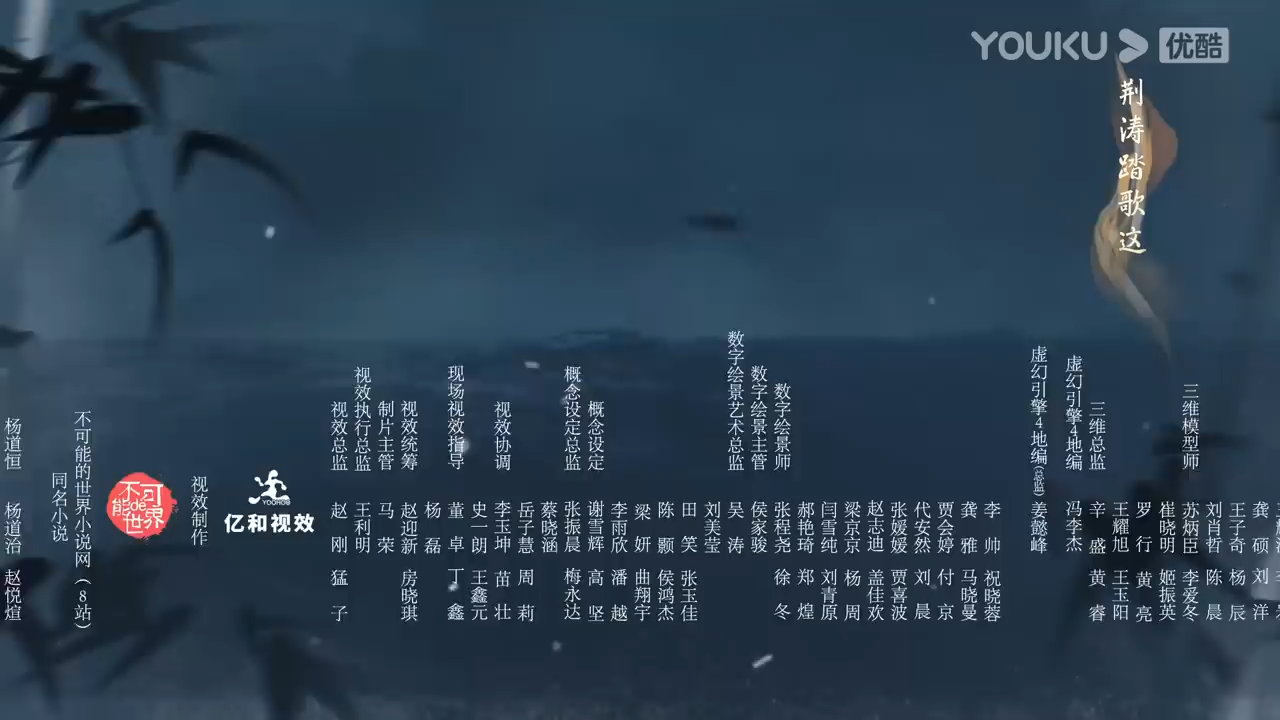 YOUKU 优酷
荆涛踏歌这
杨道恒 杨道治 赵悦煊
同名小说
不可能的世界小说网（8站）
不可能de世界
视效制作
YOOHOO
亿和视效
视效总监 赵刚 猛子
视效执行总监 王利明
制片主管 马荣
视效统筹 赵迎新 房晓琪
杨磊
现场视效指导 董卓 丁鑫
史一朗 王鑫元
视效协调 李玉坤 苗壮
岳子慧 周莉
蔡晓涵
概念设定总监 张振晨 梅永达
概念设定 谢雪辉 高坚
李雨欣 潘越
梁妍 曲翔宇
陈颢 侯鸿杰
田笑 张玉佳
刘美莹
数字绘景艺术总监 吴涛
数字绘景主管 侯家骏
数字绘景师 张程尧 徐冬
郝艳琦 郑煌
闫雪纯 刘青原
梁京京 杨周
赵志迪 盖佳欢
张媛媛 贾喜波
代安然 刘晨
贾会婷 付京
龚雅 马晓曼
李帅 祝晓蓉
虚幻引擎4地编 姜懿峰
虚幻引擎4地编 冯李杰
三维总监 辛盛 黄睿
王耀旭 王玉阳
罗行 黄亮
崔晓明 姬振英
三维模型师 苏炳臣 李爱冬
刘肖哲 陈晨
王子奇 杨辰
龚硕 刘洋